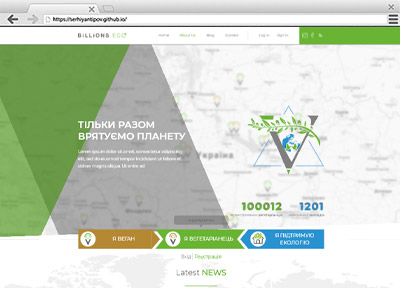 https://serhiyantipov.github.io/
BILLIONS ECO
Home About Us Blog Contact Log In Sign In
ТІЛЬКИ РАЗОМ
ВРЯТУЄМО ПЛАНЕТУ
Lorem ipsum dolor sit amet, consectetur adipiscing
elit, sed do eiusmod tempor incididunt ut labore et
dolore magna aliqua. Ut enim ad
Україна
V
100012 1201
Я ВЕГАН
Я ВЕГЕТАРІАНЕЦЬ
Я ПІДТРИМУЮ
ЕКОЛОГІЮ
Вхід | Реєстрація
Latest NEWS